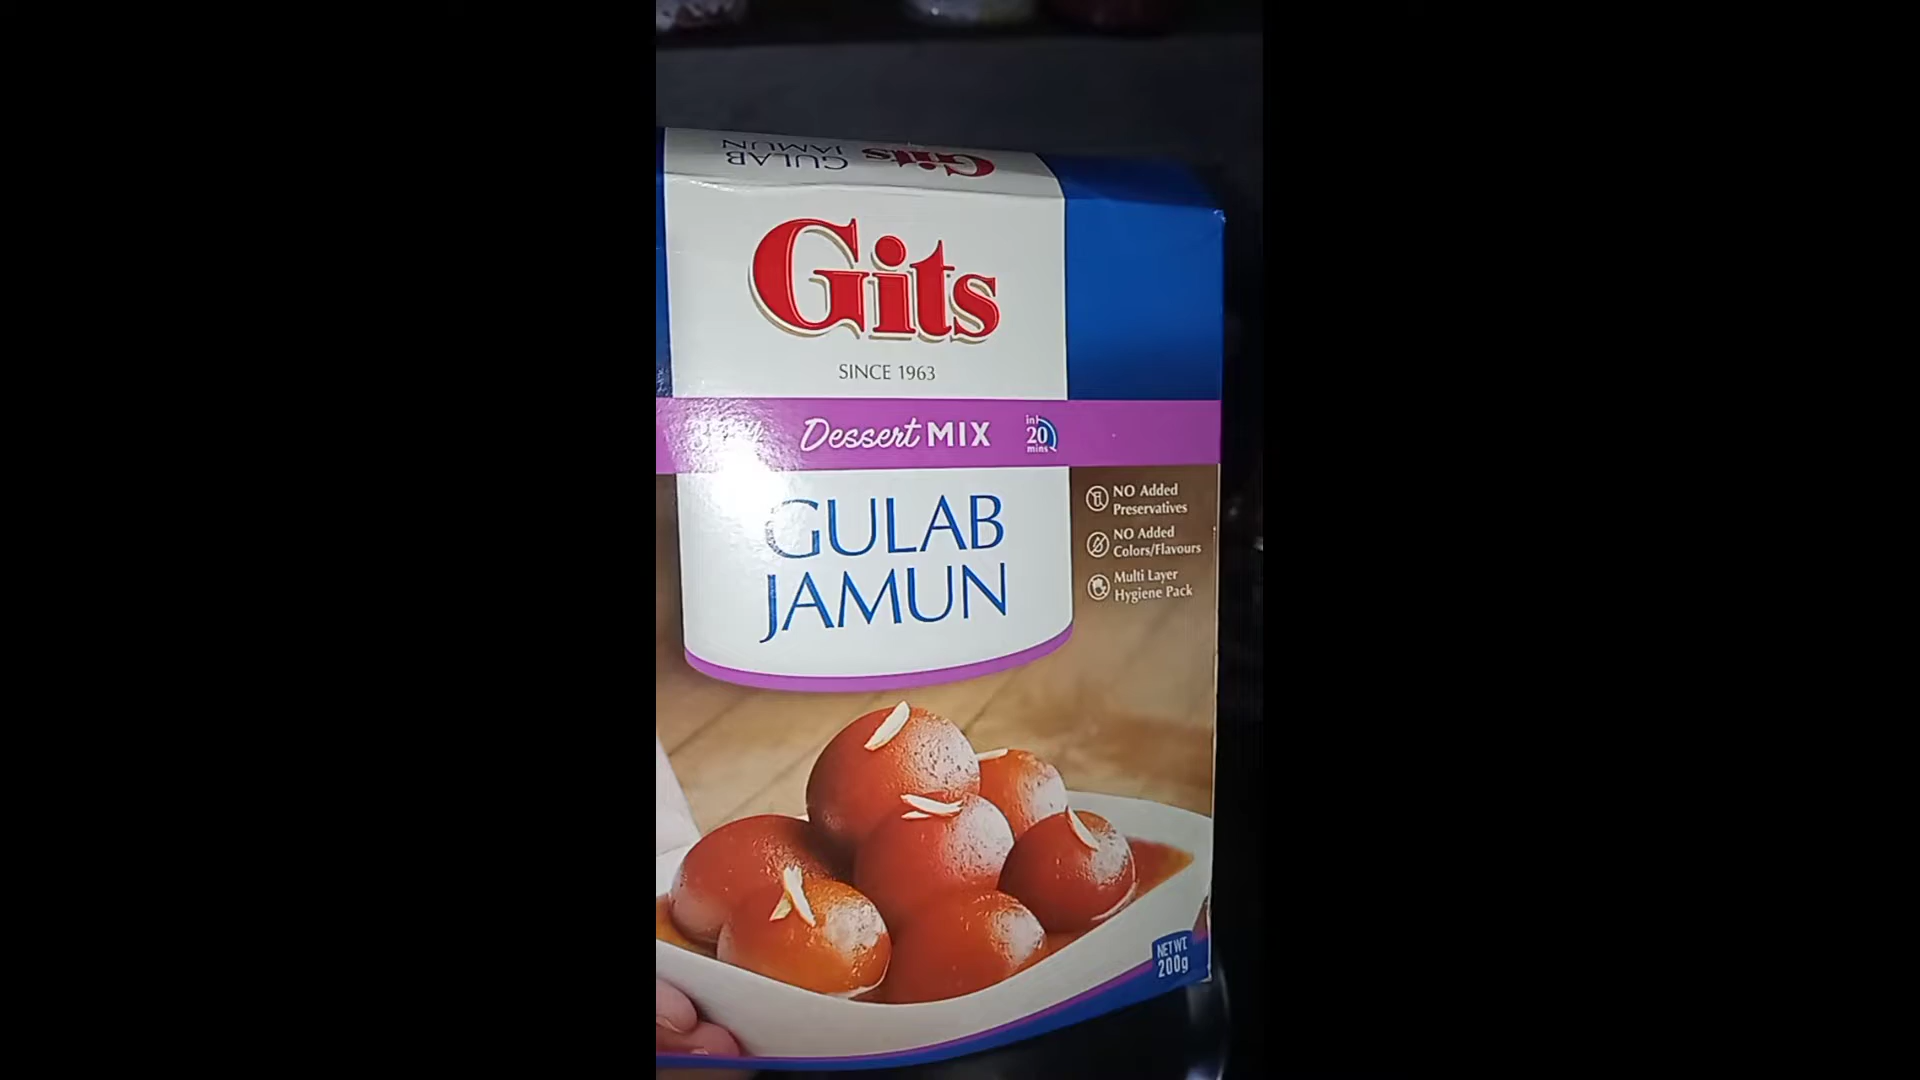 GULAB
JAMUN
Gits
Gits
SINCE 1963
Dessert MIX
in
20
mins
GULAB
JAMUN
NO Added
Preservatives
NO Added
Colors/Flavours
Multi Layer
Hygiene Pack
NET WT
200g